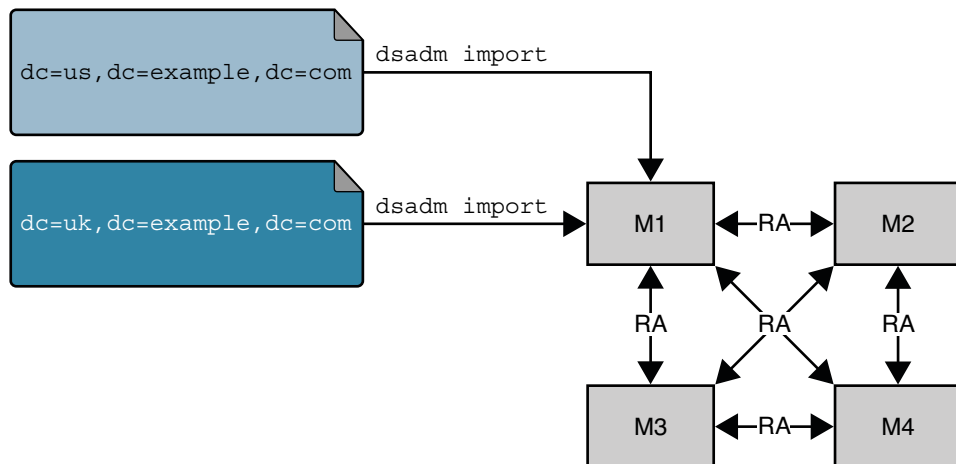 dc=us,dc=example,dc=com
dsadm import
dc=uk,dc=example,dc=com
dsadm import
M1
RA
M2
RA
RA
RA
M3
RA
M4